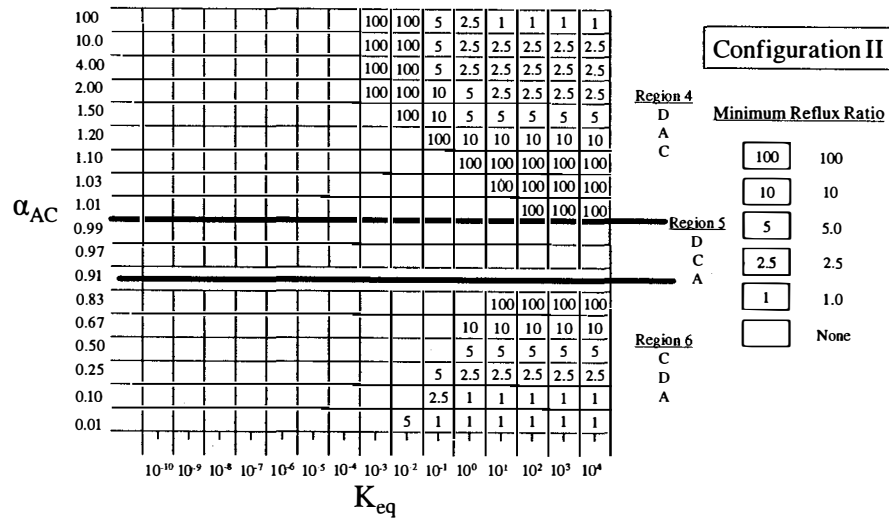 Configuration II
100 100 100 5 2.5 1 1 1 1
10.0 100 100 5 2.5 2.5 2.5 2.5 2.5
4.00 100 100 5 2.5 2.5 2.5 2.5 2.5
2.00 100 100 10 5 2.5 2.5 2.5 2.5
1.50 100 10 5 5 5 5 5
1.20 100 10 10 10 10 10
1.10 100 100 100 100 100
1.03 100 100 100 100
1.01 100 100 100
0.99
0.97
0.91
0.83 100 100 100 100
0.67 10 10 10 10 10
0.50 5 5 5 5 5
0.25 5 2.5 2.5 2.5 2.5 2.5
0.10 2.5 1 1 1 1 1
0.01 5 1 1 1 1 1 1
α_AC
10^-10 10^-9 10^-8 10^-7 10^-6 10^-5 10^-4 10^-3 10^-2 10^-1 10^0 10^1 10^2 10^3 10^4
K_eq
Region 4
D
A
C
Region 5
D
C
A
Region 6
C
D
A
Minimum Reflux Ratio
100 100
10 10
5 5.0
2.5 2.5
1 1.0
None